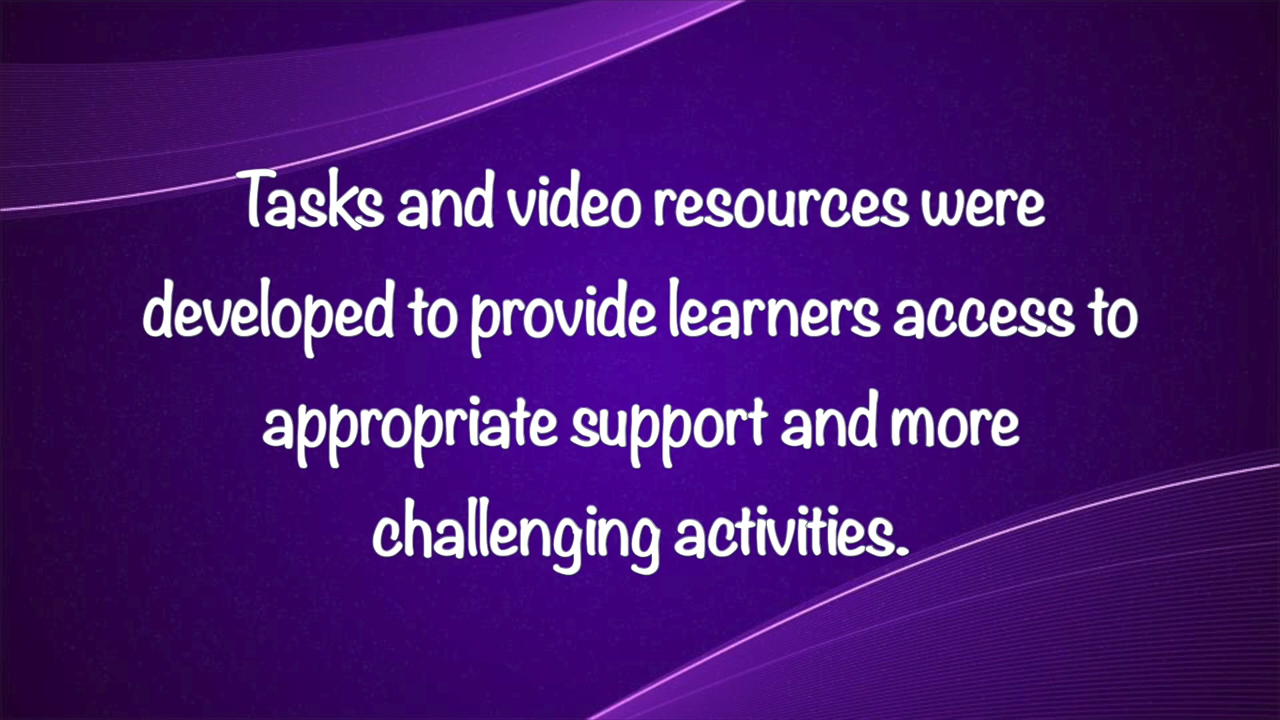 Tasks and video resources were
developed to provide learners access to
appropriate support and more
challenging activities.